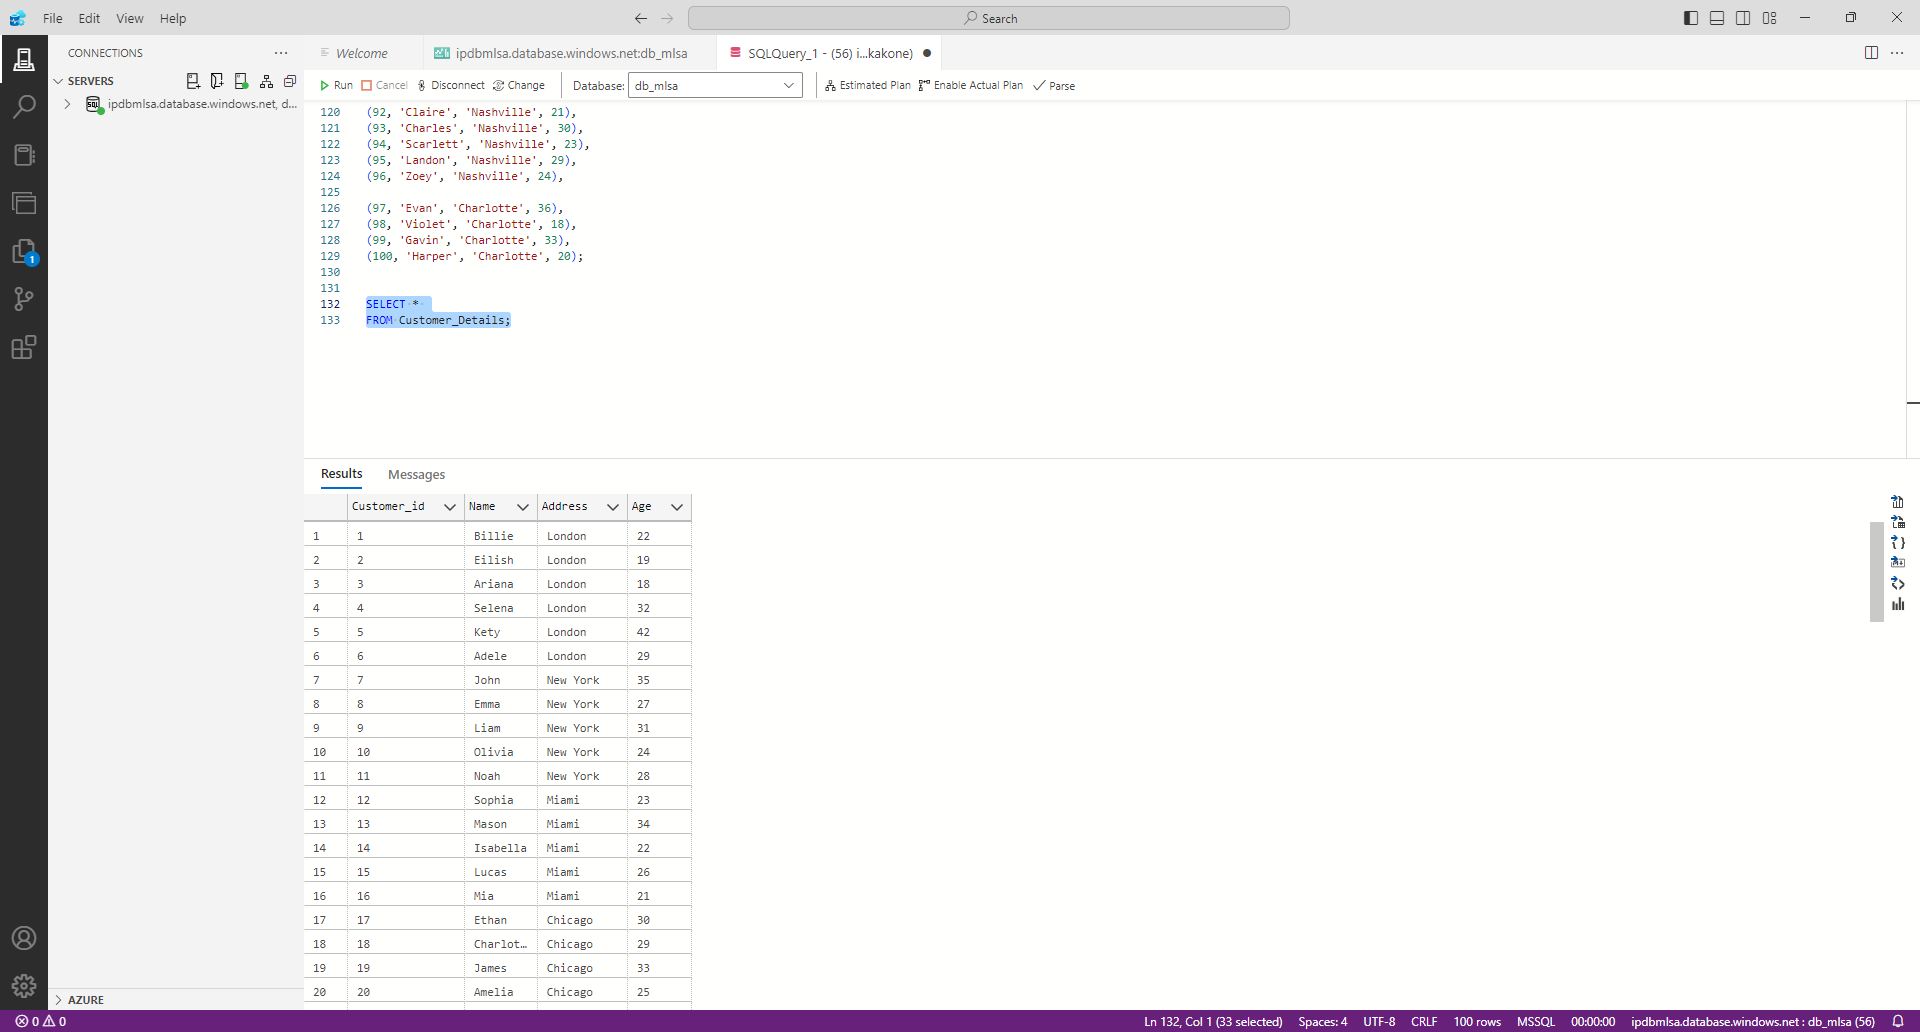 File Edit View Help
Search
CONNECTIONS
Welcome
ipdbmlsa.database.windows.net:db_mlsa
SQLQuery_1 - (56) i...kakone)
SERVERS
ipdbmlsa.database.windows.net, d...
Run Cancel Disconnect Change Database: db_mlsa Estimated Plan Enable Actual Plan Parse
120 (92, 'Claire', 'Nashville', 21),
121 (93, 'Charles', 'Nashville', 30),
122 (94, 'Scarlett', 'Nashville', 23),
123 (95, 'Landon', 'Nashville', 29),
124 (96, 'Zoey', 'Nashville', 24),
125
126 (97, 'Evan', 'Charlotte', 36),
127 (98, 'Violet', 'Charlotte', 18),
128 (99, 'Gavin', 'Charlotte', 33),
129 (100, 'Harper', 'Charlotte', 20);
130
131
132 SELECT *
133 FROM Customer_Details;
1
Results Messages
Customer_id Name Address Age
1 1 Billie London 22
2 2 Eilish London 19
3 3 Ariana London 18
4 4 Selena London 32
5 5 Kety London 42
6 6 Adele London 29
7 7 John New York 35
8 8 Emma New York 27
9 9 Liam New York 31
10 10 Olivia New York 24
11 11 Noah New York 28
12 12 Sophia Miami 23
13 13 Mason Miami 34
14 14 Isabella Miami 22
15 15 Lucas Miami 26
16 16 Mia Miami 21
17 17 Ethan Chicago 30
18 18 Charlot... Chicago 29
19 19 James Chicago 33
20 20 Amelia Chicago 25
AZURE
0 0
Ln 132, Col 1 (33 selected) Spaces: 4 UTF-8 CRLF 100 rows MSSQL 00:00:00 ipdbmlsa.database.windows.net : db_mlsa (56)